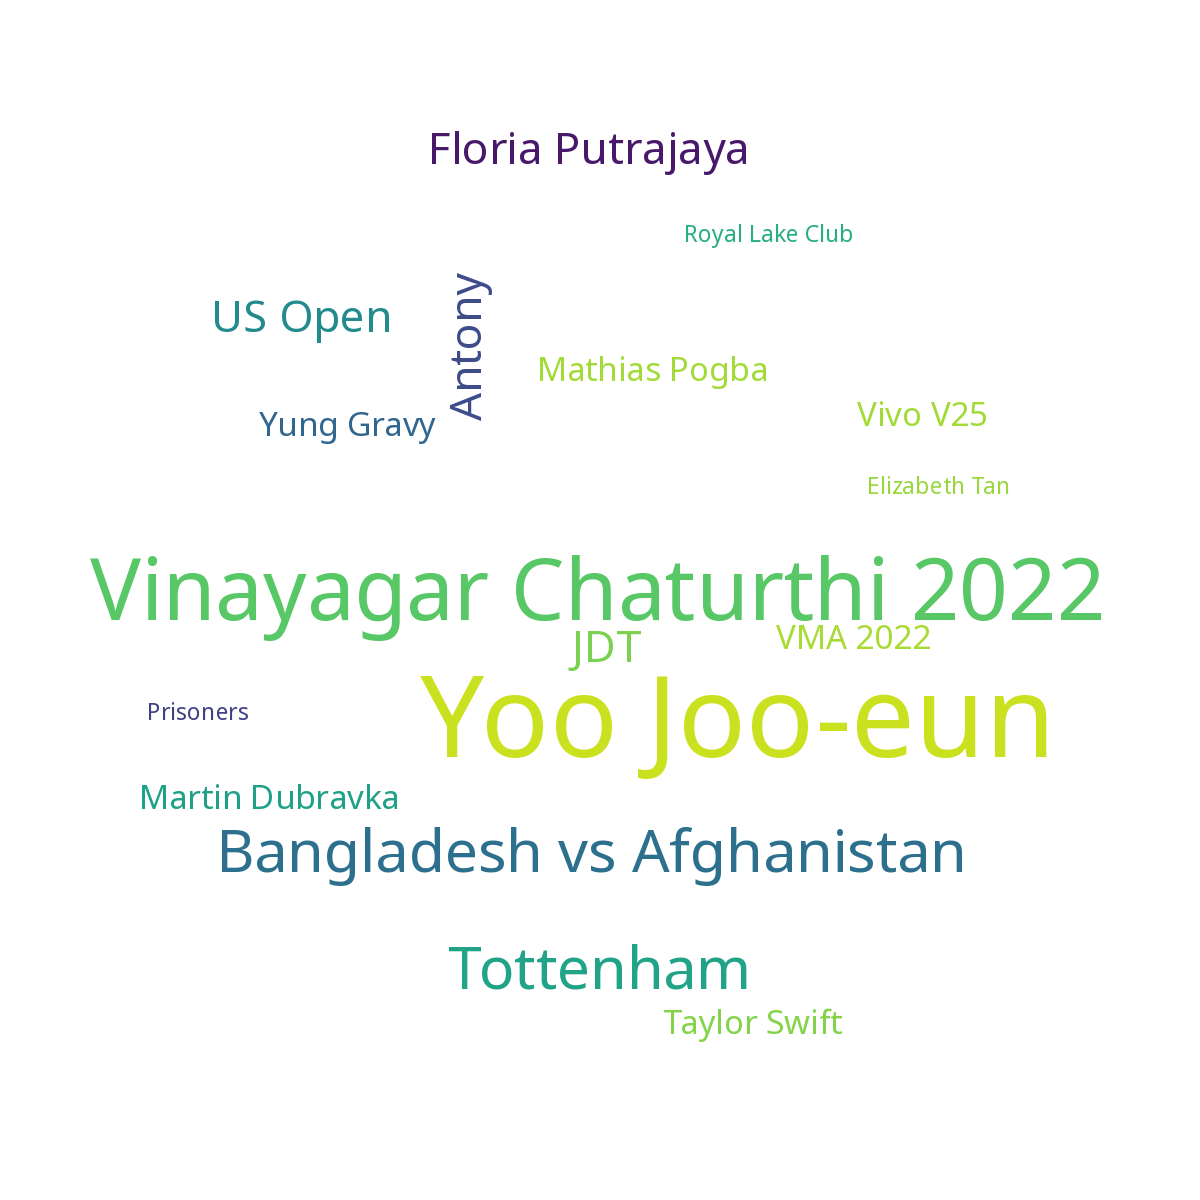 Floria Putrajaya
Royal Lake Club
US Open
Antony
Mathias Pogba
Yung Gravy
Vivo V25
Elizabeth Tan
Vinayagar Chaturthi 2022
JDT
VMA 2022
Prisoners
Yoo Joo-eun
Martin Dubravka
Bangladesh vs Afghanistan
Tottenham
Taylor Swift